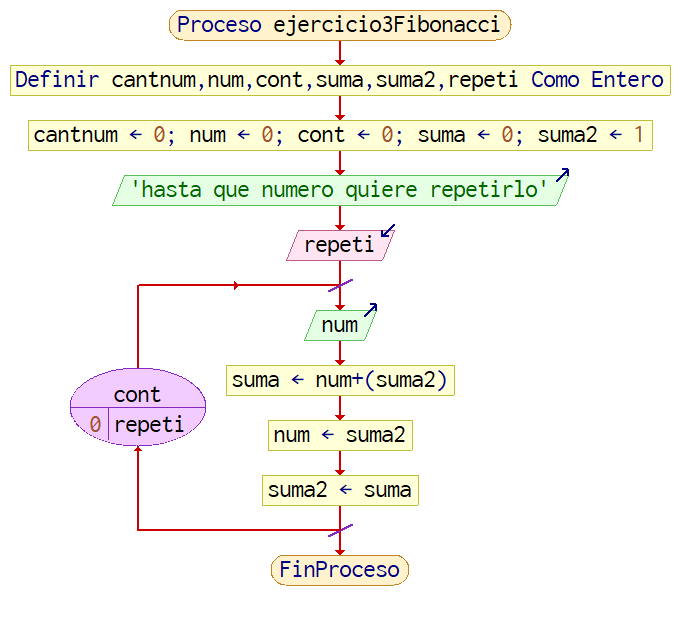 Proceso ejercicio3Fibonacci
Definir cantnum,num,cont,suma,suma2,repeti Como Entero
cantnum ← 0; num ← 0; cont ← 0; suma ← 0; suma2 ← 1
'hasta que numero quiere repetirlo'
repeti
num
suma ← num+(suma2)
cont
0 repeti
num ← suma2
suma2 ← suma
FinProceso